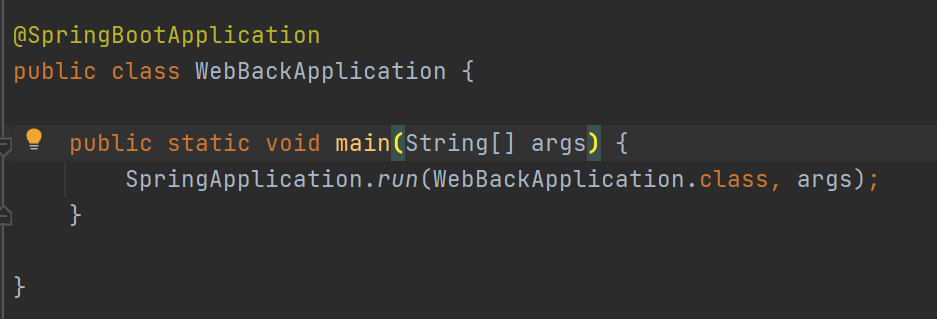 @SpringBootApplication
public class WebBackApplication {
public static void main(String[] args) {
SpringApplication.run(WebBackApplication.class, args);
}
}